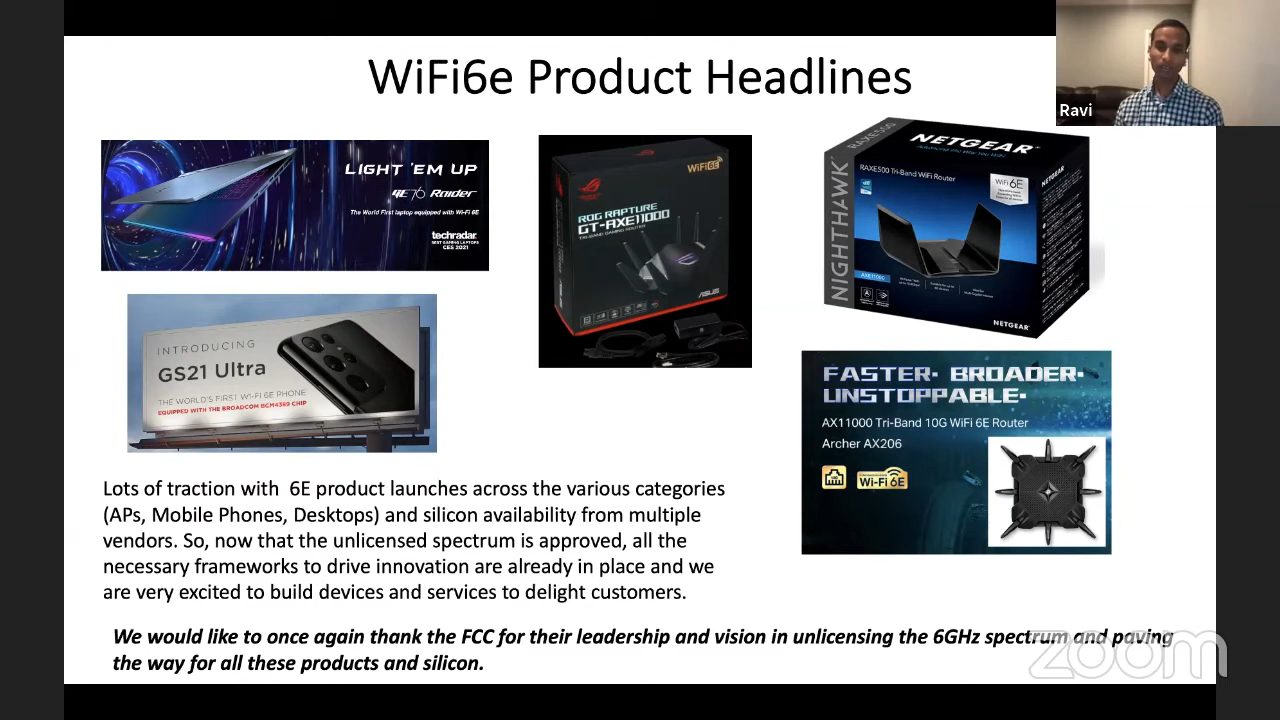 WiFi6e Product Headlines
Ravi
LIGHT 'EM UP
GE76 Raider
The World First laptop equipped with Wi-Fi 6E
techradar
BEST GAMING LAPTOPS
CES 2021
WiFi 6E
ROG RAPTURE
GT-AXE11000
TRI-BAND GAMING ROUTER
ASUS
NIGHTHAWK
RAXE500
NETGEAR
RAXE500 Tri-Band WiFi Router
WiFi 6E
NETGEAR
AXE11000
NETGEAR
INTRODUCING
GS21 Ultra
THE WORLD'S FIRST WI-FI 6E PHONE
EQUIPPED WITH THE BROADCOM BCM4389 CHIP
FASTER· BROADER·
UNSTOPPABLE·
AX11000 Tri-Band 10G WiFi 6E Router
Archer AX206
Wi-Fi 6E
Lots of traction with 6E product launches across the various categories
(APs, Mobile Phones, Desktops) and silicon availability from multiple
vendors. So, now that the unlicensed spectrum is approved, all the
necessary frameworks to drive innovation are already in place and we
are very excited to build devices and services to delight customers.
We would like to once again thank the FCC for their leadership and vision in unlicensing the 6GHz spectrum and paving
the way for all these products and silicon.
zoom